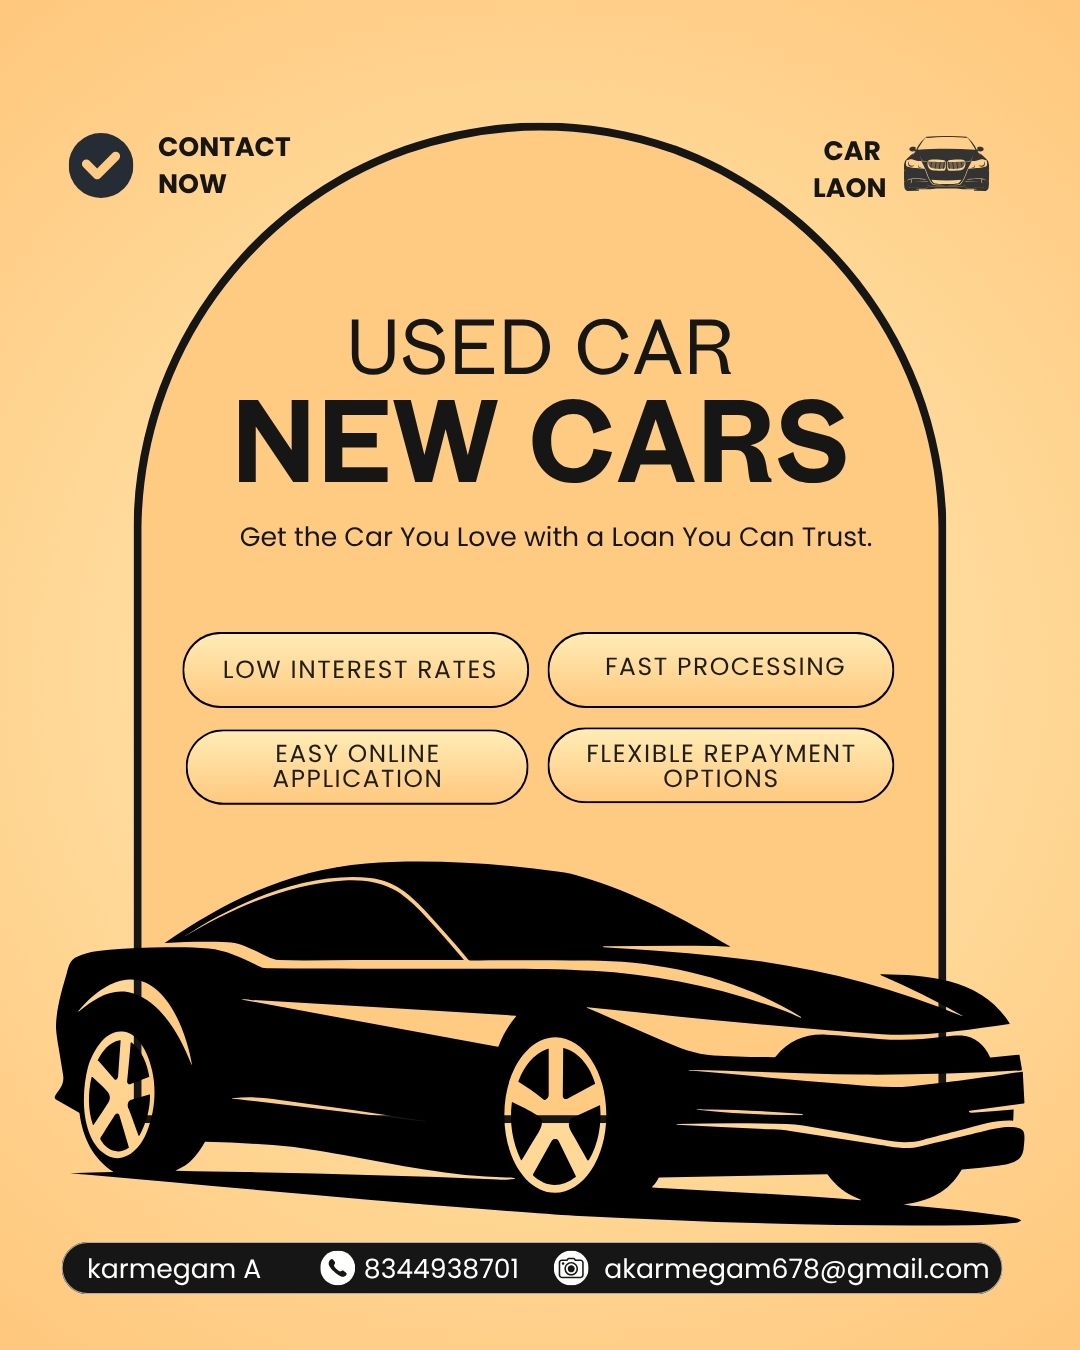 CONTACT
NOW
CAR
LAON
USED CAR
NEW CARS
Get the Car You Love with a Loan You Can Trust.
LOW INTEREST RATES
FAST PROCESSING
EASY ONLINE
APPLICATION
FLEXIBLE REPAYMENT
OPTIONS
karmegam A
8344938701
akarmegam678@gmail.com